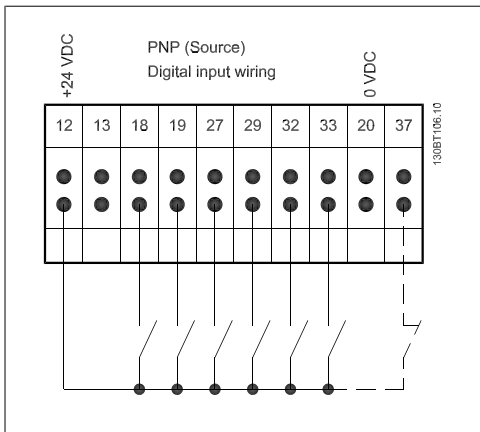 +24 VDC
PNP (Source)
Digital input wiring
0 VDC
12 13 18 19 27 29 32 33 20 37
130BT106.10